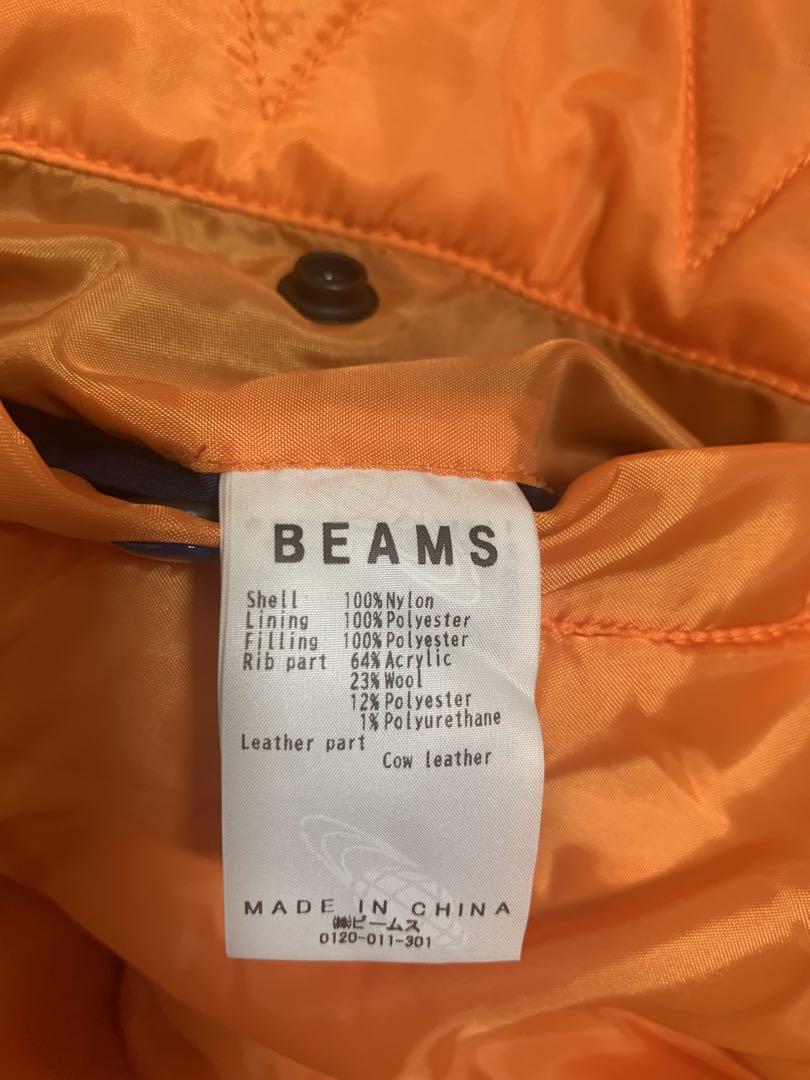 BEAMS
Shell 100%Nylon
Lining 100%Polyester
Filling 100%Polyester
Rib part 64%Acrylic
23%Wool
12%Polyester
1%Polyurethane
Leather part
Cow leather
MADE IN CHINA
㈱ビームス
0120-011-301